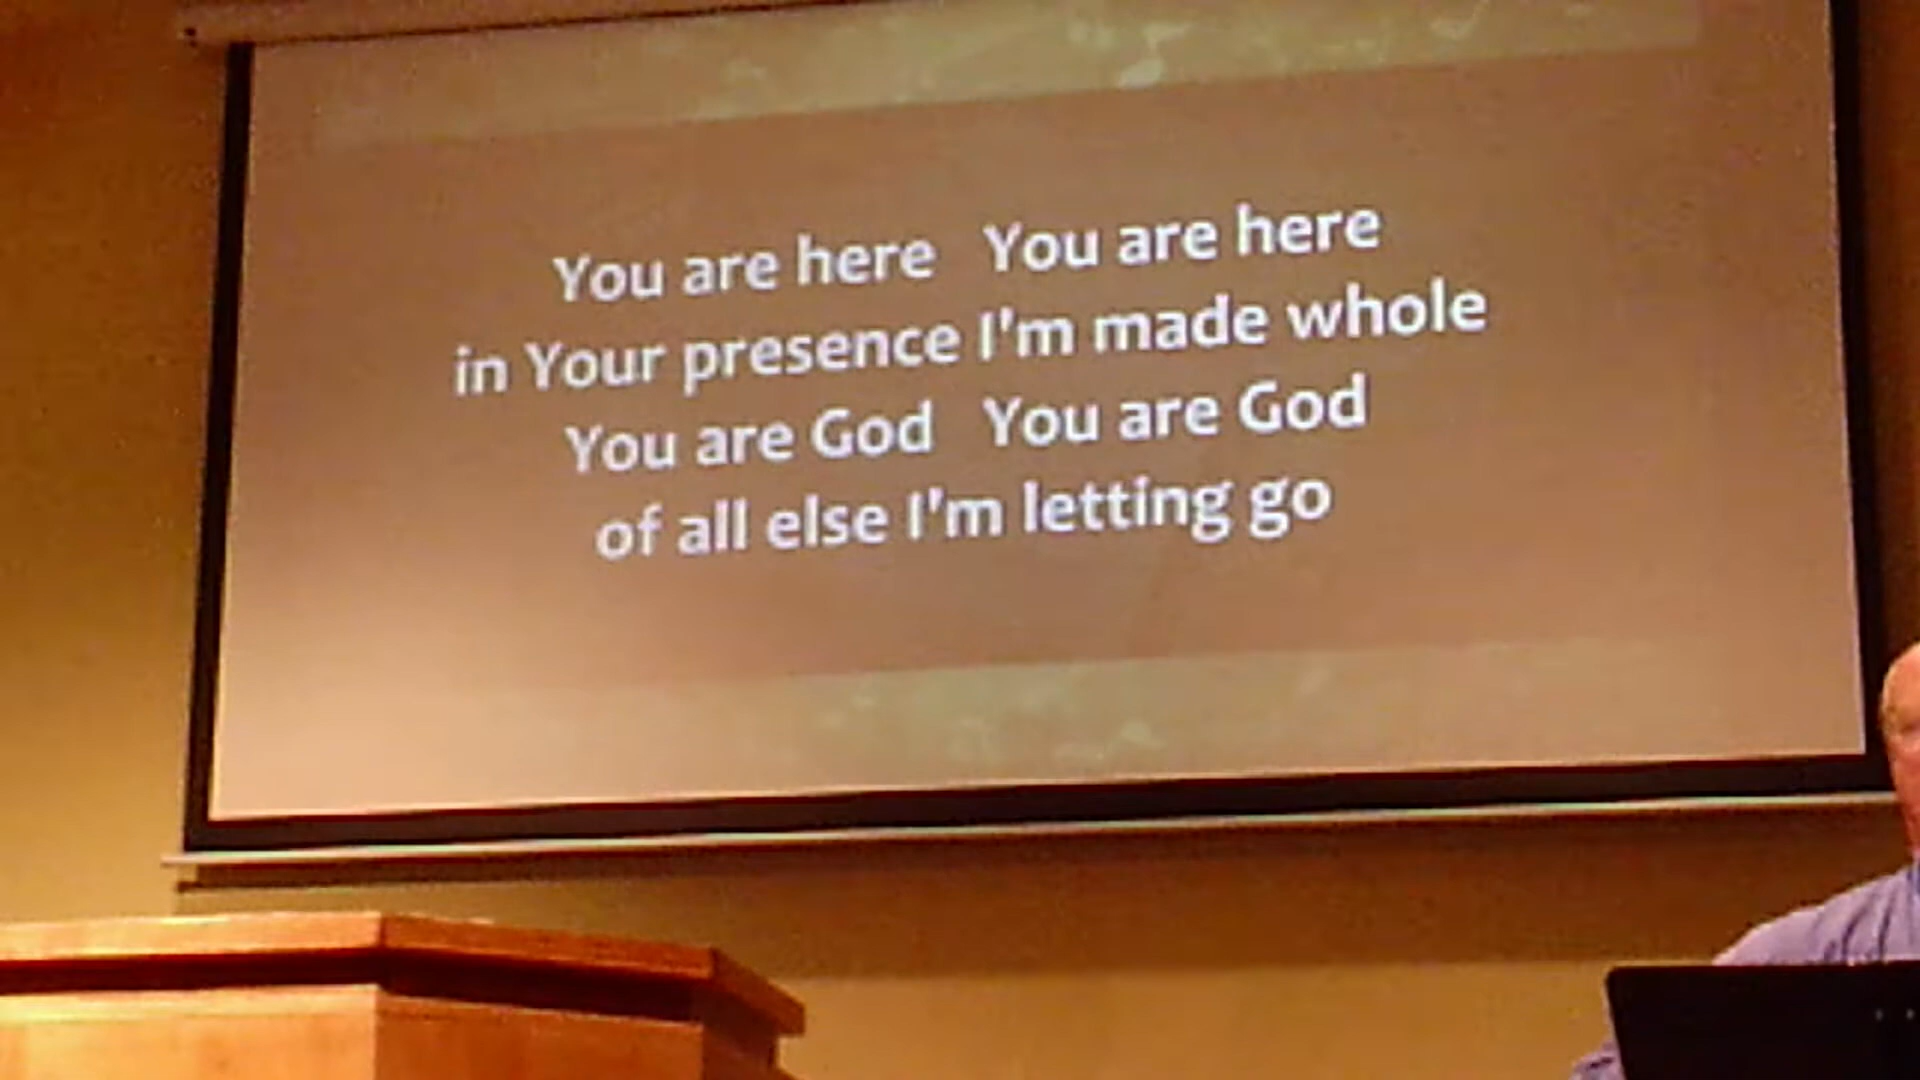 You are here   You are here
in Your presence I'm made whole
You are God   You are God
of all else I'm letting go